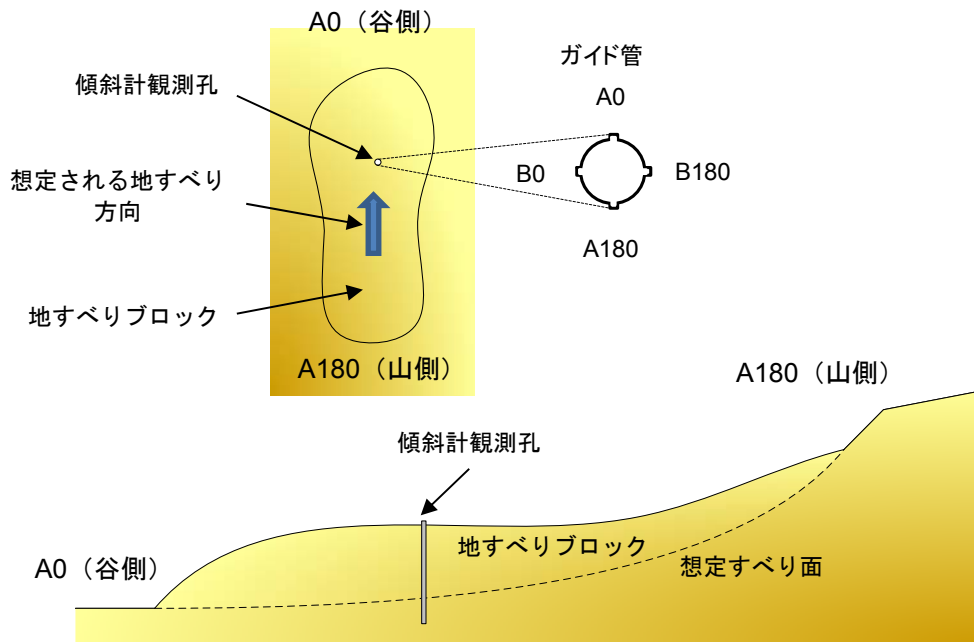 A0（谷側）
ガイド管
傾斜計観測孔
A0
B0
B180
想定される地すべり
方向
A180
地すべりブロック
A180（山側）
A180（山側）
傾斜計観測孔
地すべりブロック
想定すべり面
A0（谷側）